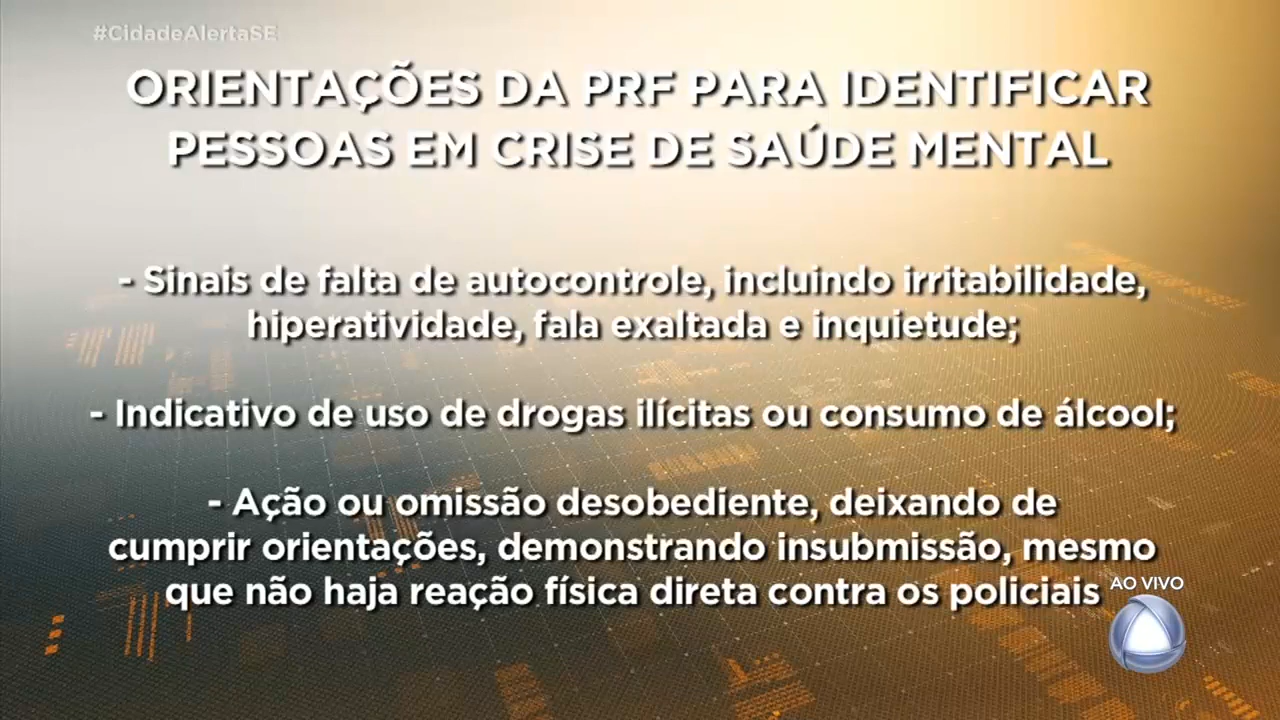 #CidadeAlertaSE
ORIENTAÇÕES DA PRF PARA IDENTIFICAR
PESSOAS EM CRISE DE SAÚDE MENTAL
- Sinais de falta de autocontrole, incluindo irritabilidade,
hiperatividade, fala exaltada e inquietude;
- Indicativo de uso de drogas ilícitas ou consumo de álcool;
- Ação ou omissão desobediente, deixando de
cumprir orientações, demonstrando insubmissão, mesmo
que não haja reação física direta contra os policiais
AO VIVO